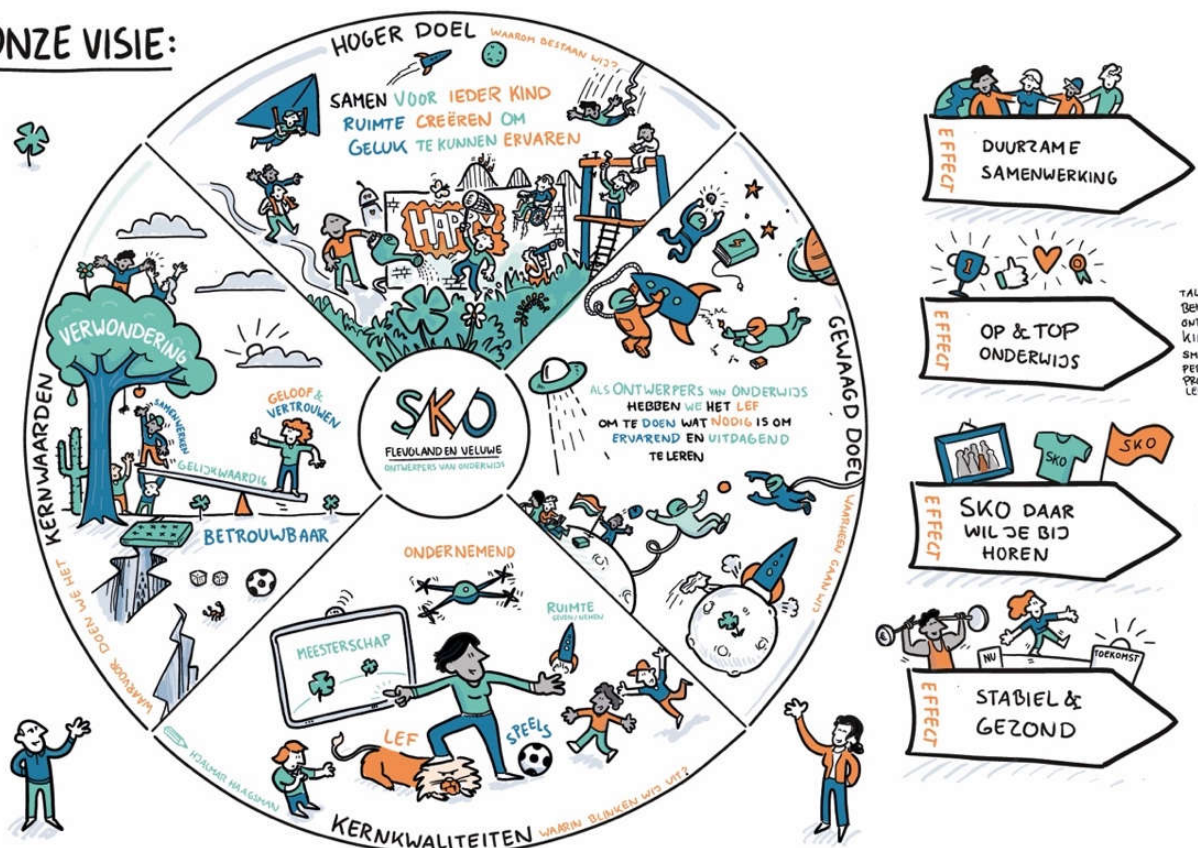 ONZE VISIE:
HOGER DOEL WAAROM BESTAAN WIJ?
SAMEN VOOR IEDER KIND
RUIMTE CREËREN OM
GELUK TE KUNNEN ERVAREN
GEWAAGD DOEL WAARHEEN GAAN WIJ
ALS ONTWERPERS VAN ONDERWIJS
HEBBEN WE HET LEF
OM TE DOEN WAT NODIG IS OM
ERVAREND EN UITDAGEND
TE LEREN
SKO
FLEVOLAND EN VELUWE
ONTWERPERS VAN ONDERWIJS
KERNWAARDEN WAARVOOR DOEN WE HET
VERWONDERING
SAMENWERKEN
GELOOF &
VERTROUWEN
GELIJKWAARDIG
BETROUWBAAR
KERNKWALITEITEN WAARIN BLINKEN WIJ UIT?
ONDERNEMEND
MEESTERSCHAP
RUIMTE
GEVEN/NEMEN
LEF
SPEELS
HJALMAR HAAGSMAN
EFFECT
DUURZAME
SAMENWERKING
1
EFFECT
OP & TOP
ONDERWIJS
SKO
SKO
EFFECT
SKO DAAR
WIL JE BIJ
HOREN
NU
TOEKOMST
EFFECT
STABIEL &
GEZOND